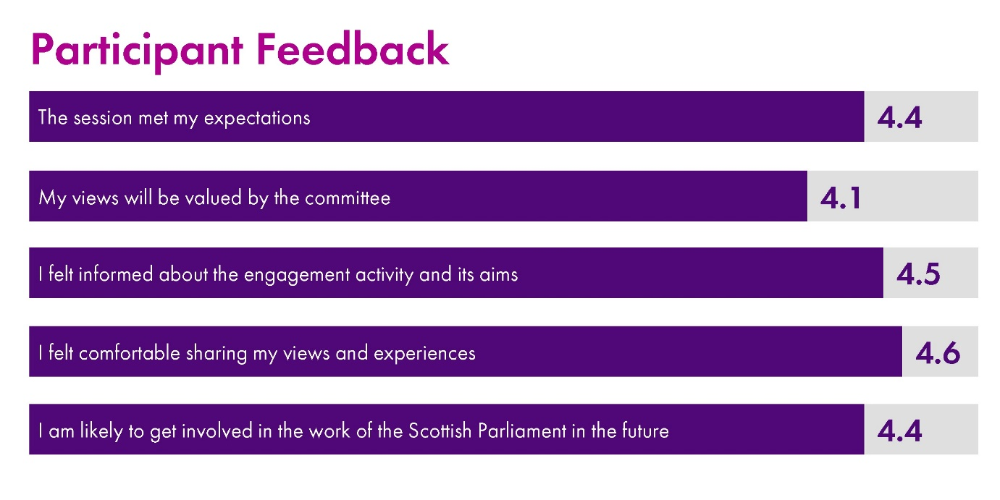 Participant Feedback
The session met my expectations 4.4
My views will be valued by the committee 4.1
I felt informed about the engagement activity and its aims 4.5
I felt comfortable sharing my views and experiences 4.6
I am likely to get involved in the work of the Scottish Parliament in the future 4.4